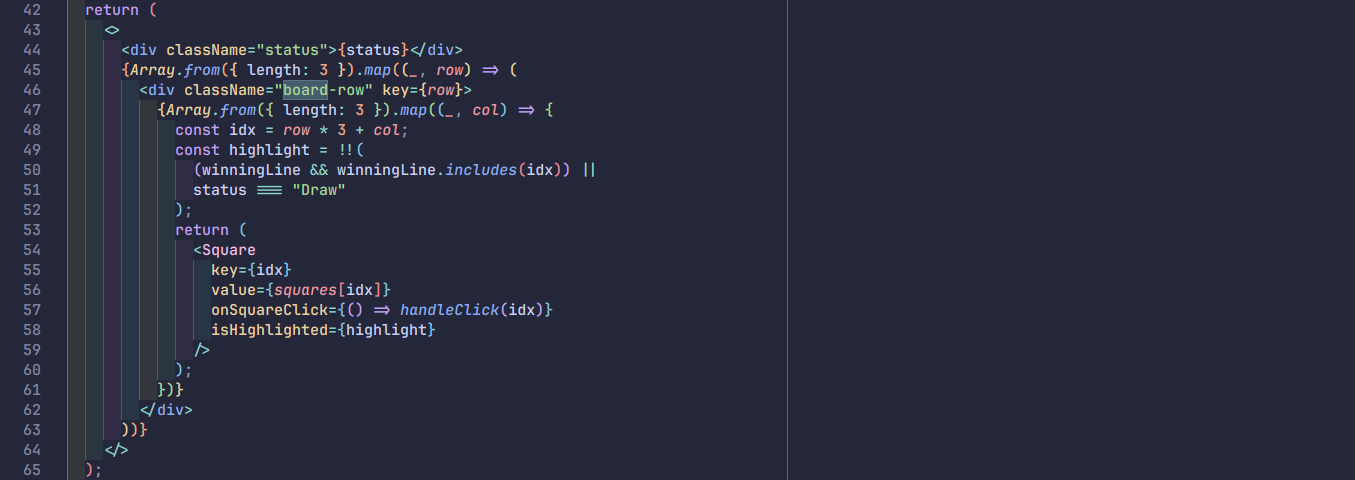 42 return (
43 <>
44 <div className="status">{status}</div>
45 {Array.from({ length: 3 }).map((_, row) => (
46 <div className="board-row" key={row}>
47 {Array.from({ length: 3 }).map((_, col) => {
48 const idx = row * 3 + col;
49 const highlight = !!(
50 (winningLine && winningLine.includes(idx)) ||
51 status === "Draw"
52 );
53 return (
54 <Square
55 key={idx}
56 value={squares[idx]}
57 onSquareClick={() => handleClick(idx)}
58 isHighlighted={highlight}
59 />
60 );
61 })}
62 </div>
63 ))}
64 </>
65 );